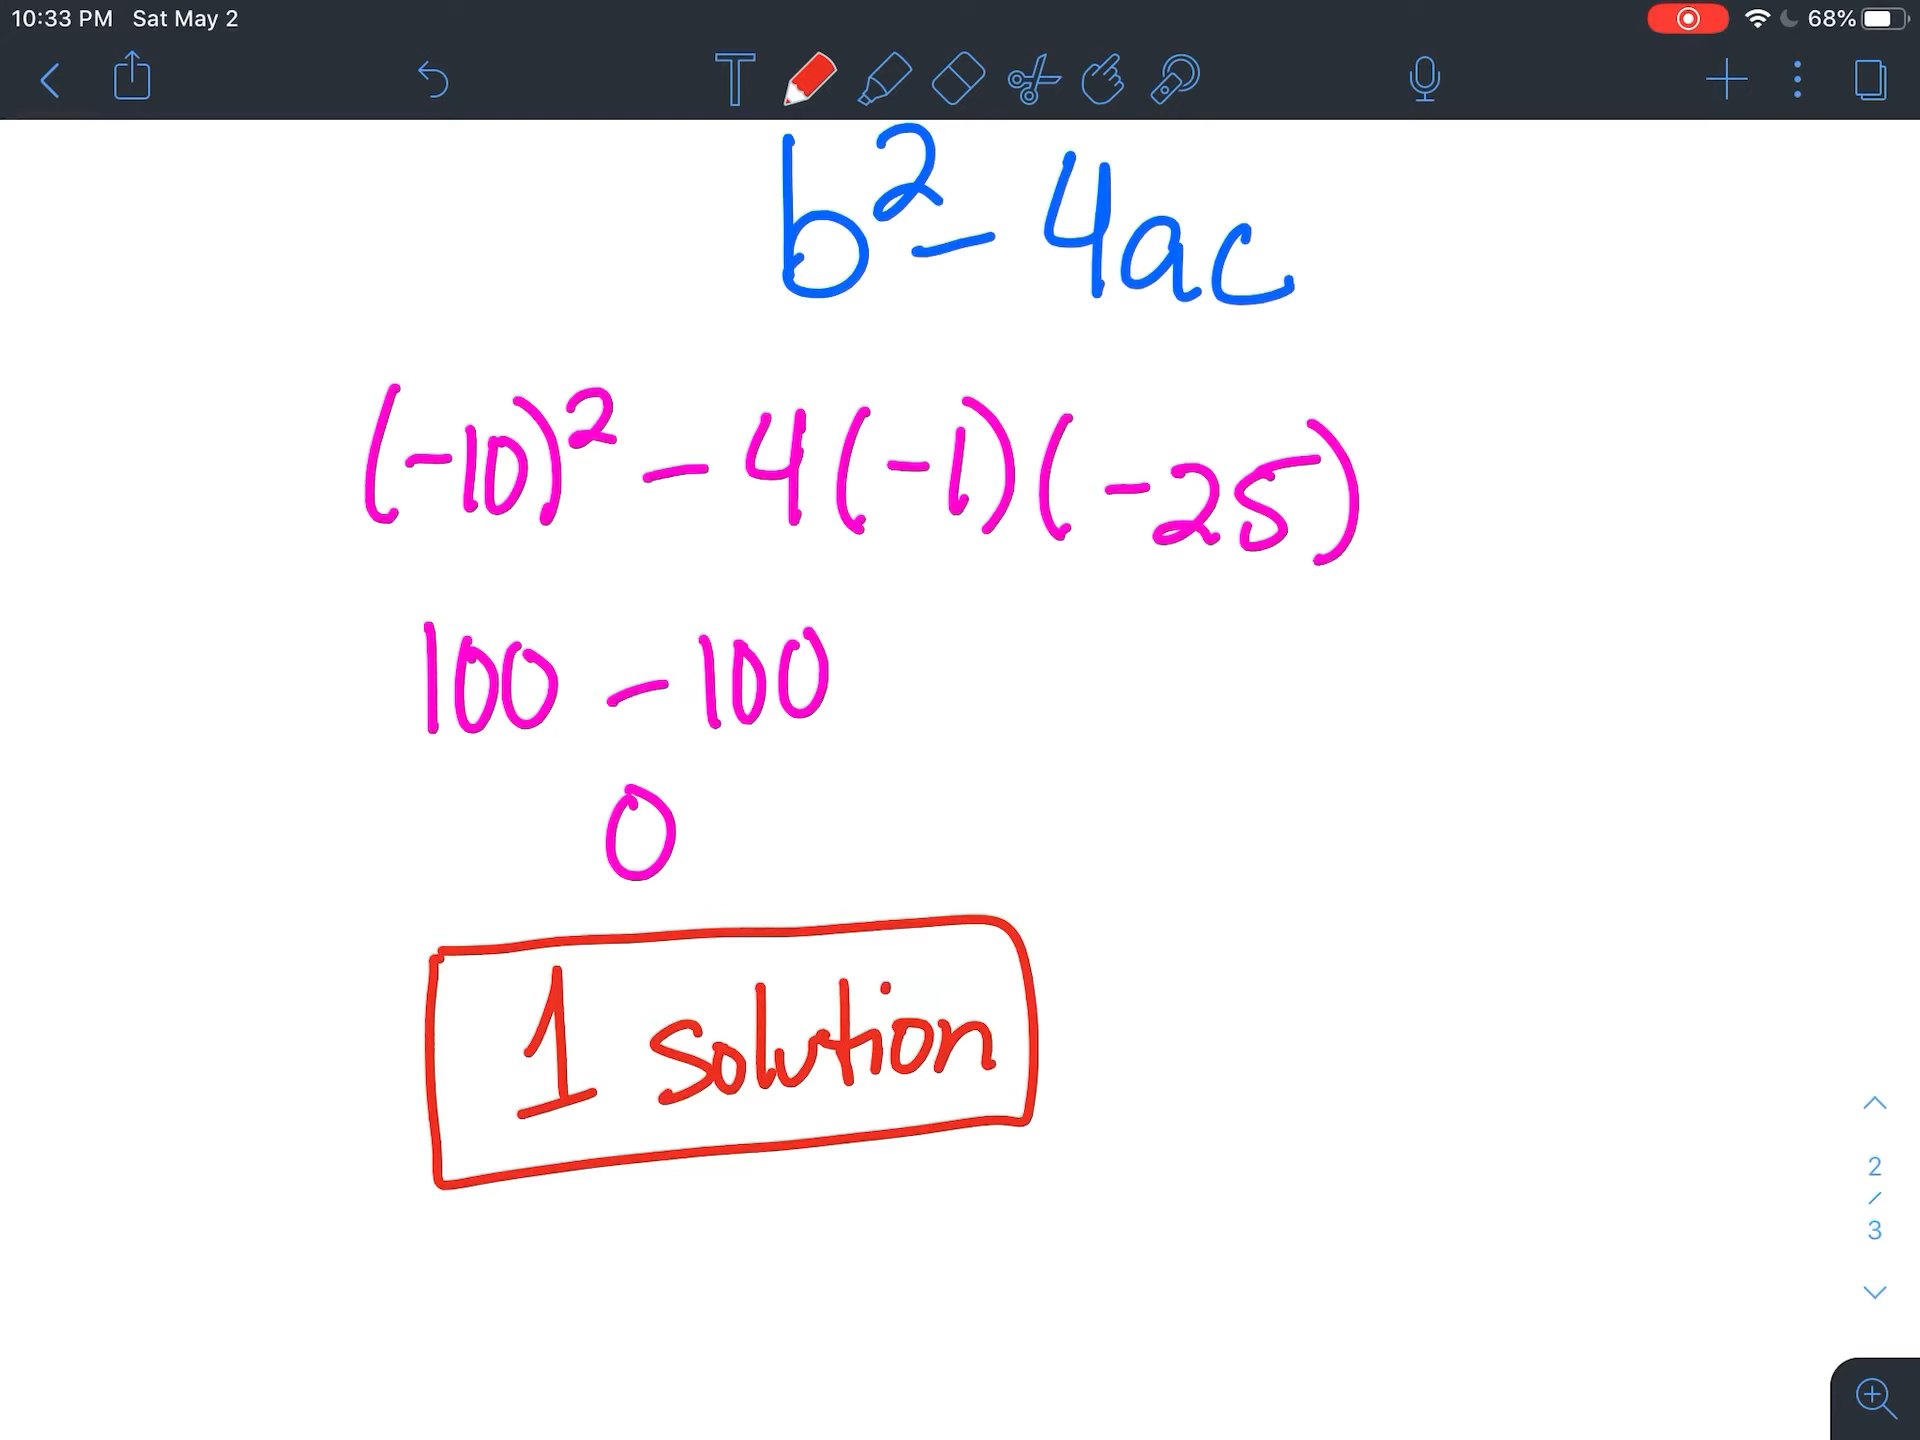 10:33 PM Sat May 2 68%
T
b² - 4ac
(-10)² - 4(-1)(-25)
100 - 100
0
1 solution
2
/
3